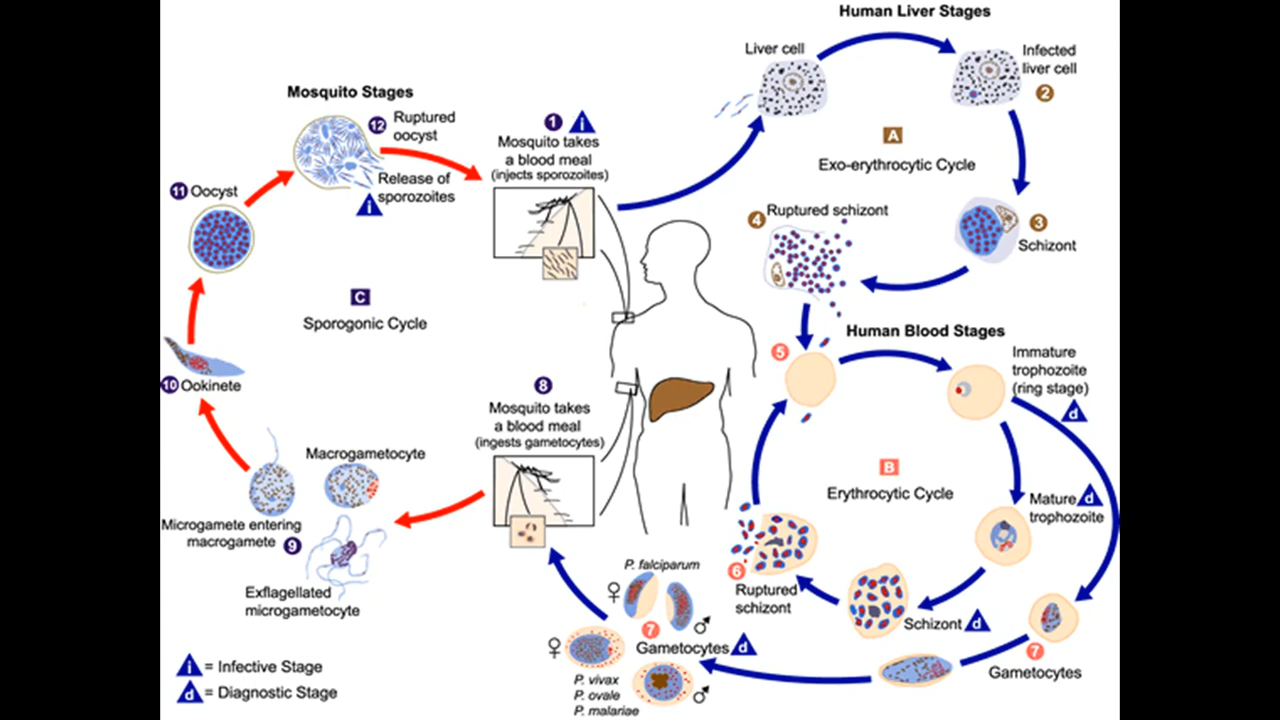 Human Liver Stages
Liver cell
Infected
liver cell
2
A
Exo-erythrocytic Cycle
3
Schizont
4 Ruptured schizont
Mosquito Stages
12 Ruptured
oocyst
Release of
sporozoites
i
11 Oocyst
1 i
Mosquito takes
a blood meal
(injects sporozoites)
C
Sporogonic Cycle
10 Ookinete
Macrogametocyte
Microgamete entering
macrogamete 9
Exflagellated
microgametocyte
8
Mosquito takes
a blood meal
(ingests gametocytes)
Human Blood Stages
5
Immature
trophozoite
(ring stage)
d
B
Erythrocytic Cycle
Mature d
trophozoite
6
Ruptured
schizont
Schizont d
7
Gametocytes
P. falciparum
♀
♂
7
Gametocytes d
♀
♂
P. vivax
P. ovale
P. malariae
i = Infective Stage
d = Diagnostic Stage